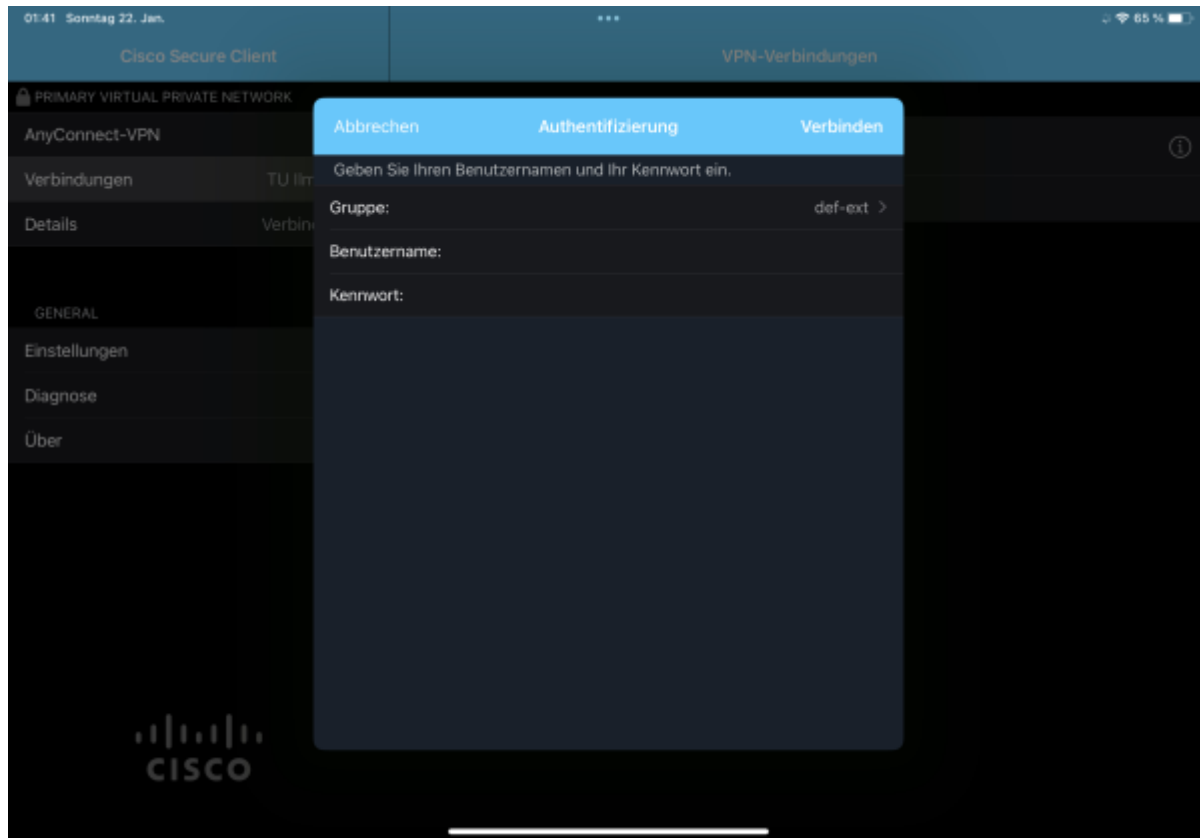 01:41 Sonntag 22. Jan.
65 %
Cisco Secure Client
VPN-Verbindungen
PRIMARY VIRTUAL PRIVATE NETWORK
AnyConnect-VPN
Verbindungen TU
Details
GENERAL
Einstellungen
Diagnose
Über
Abbrechen Authentifizierung Verbinden
Geben Sie Ihren Benutzernamen und Ihr Kennwort ein.
Gruppe: def-ext
Benutzername:
Kennwort:
CISCO